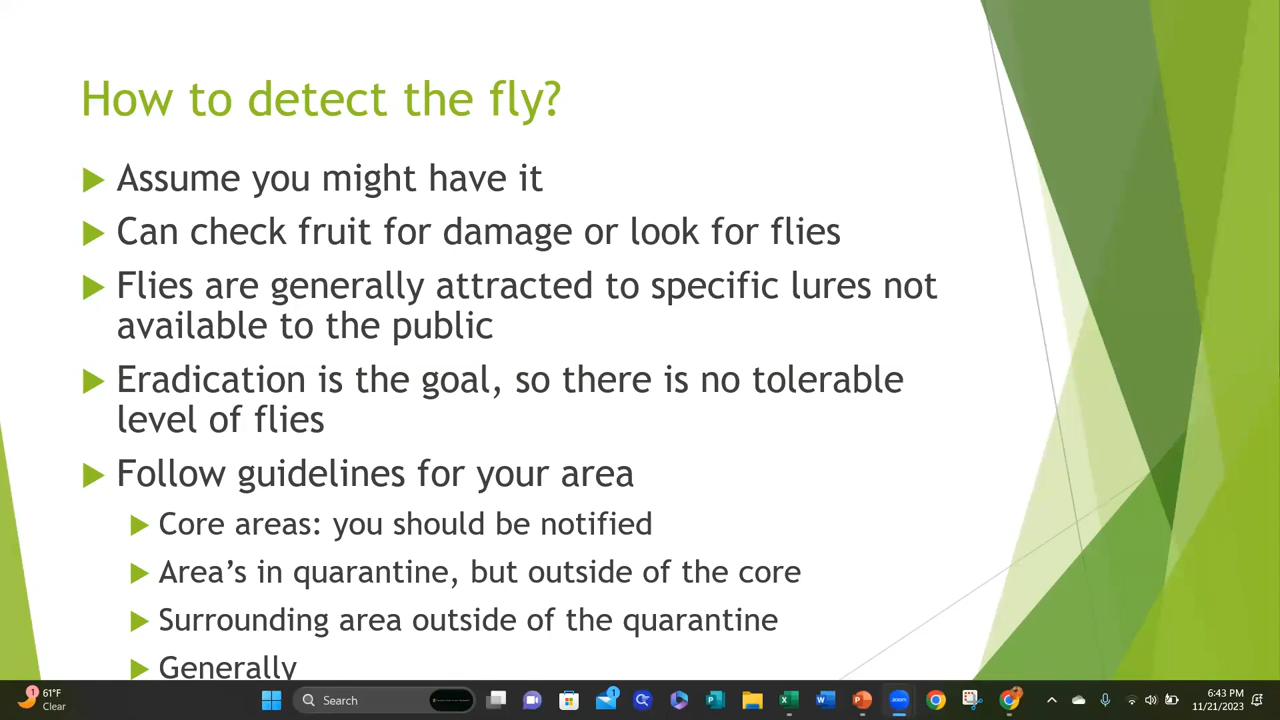 How to detect the fly?
Assume you might have it
Can check fruit for damage or look for flies
Flies are generally attracted to specific lures not
available to the public
Eradication is the goal, so there is no tolerable
level of flies
Follow guidelines for your area
Core areas: you should be notified
Area's in quarantine, but outside of the core
Surrounding area outside of the quarantine
Generally
1
61°F
Clear
Search
1
zoom
6:43 PM
11/21/2023